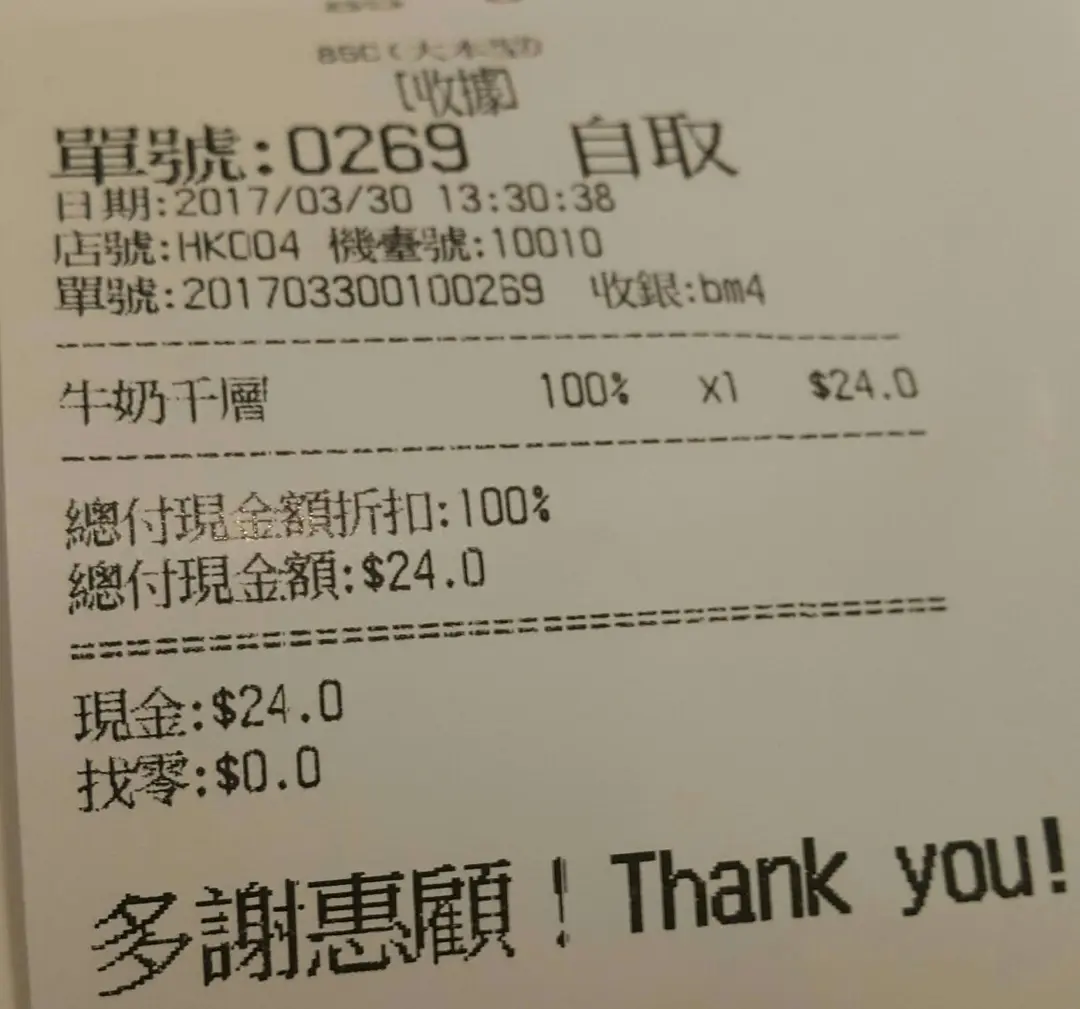 [收據]
單號:0269 自取
日期:2017/03/30 13:30:38
店號:HK004 機臺號:10010
單號:201703300100269 收銀:bm4
牛奶千層 100% x1 $24.0
總付現金額折扣:100%
總付現金額:$24.0
現金:$24.0
找零:$0.0
多謝惠顧！Thank you!